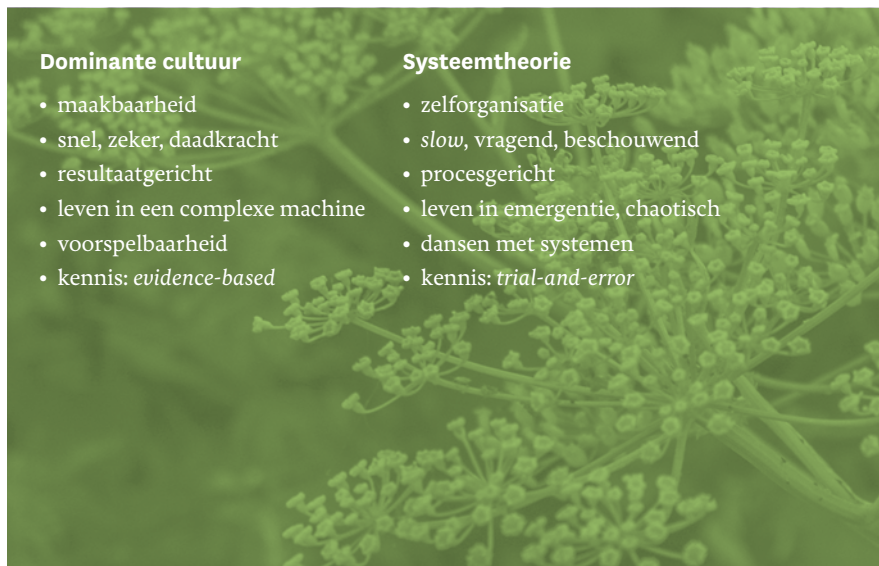 Dominante cultuur
• maakbaarheid
• snel, zeker, daadkracht
• resultaatgericht
• leven in een complexe machine
• voorspelbaarheid
• kennis: evidence-based
Systeemtheorie
• zelforganisatie
• slow, vragend, beschouwend
• procesgericht
• leven in emergentie, chaotisch
• dansen met systemen
• kennis: trial-and-error